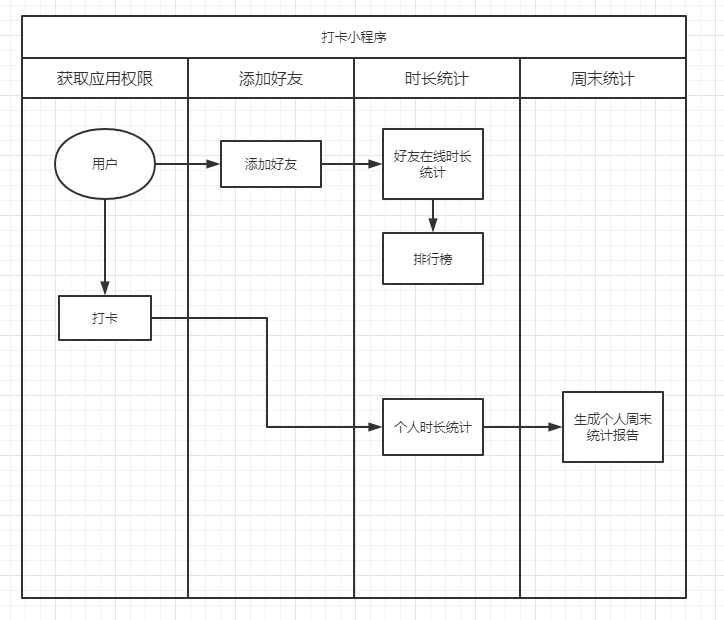 打卡小程序
获取应用权限
添加好友
时长统计
周末统计
用户
添加好友
好友在线时长
统计
排行榜
打卡
个人时长统计
生成个人周末
统计报告